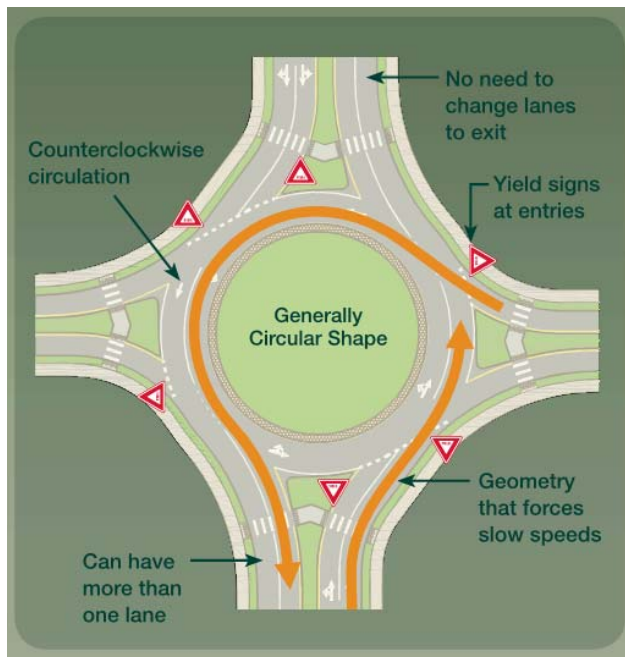 No need to
change lanes
to exit
Counterclockwise
circulation
Yield signs
at entries
Generally
Circular Shape
Geometry
that forces
slow speeds
Can have
more than
one lane